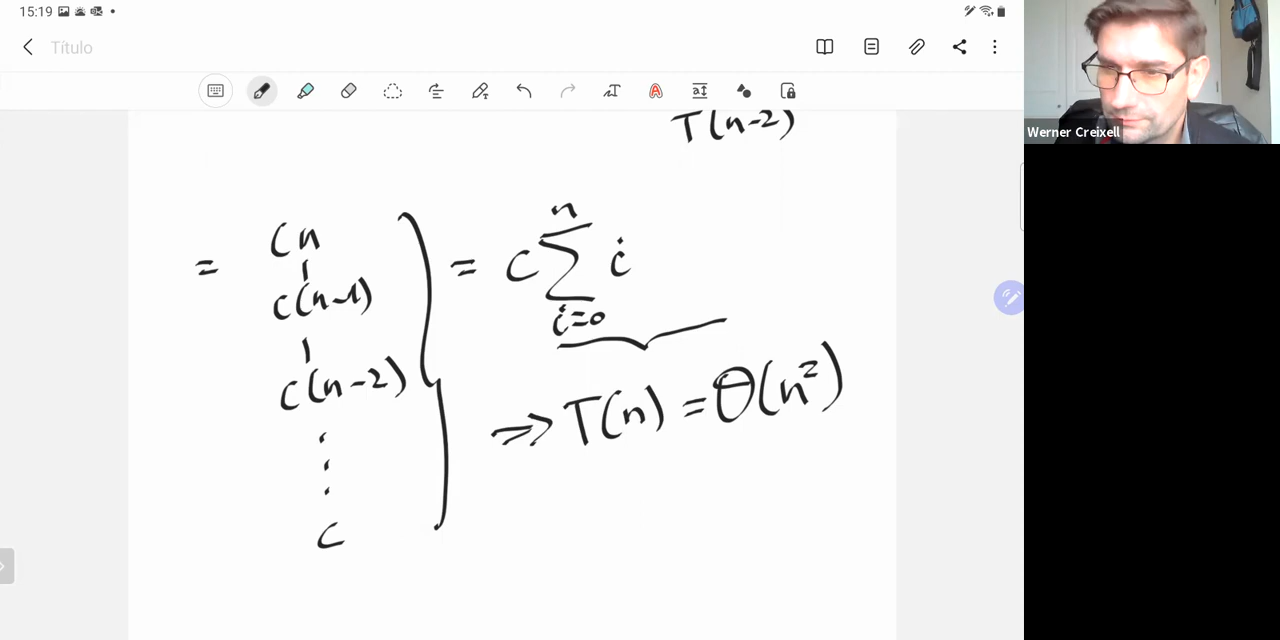 15:19
Título
Werner Creixell
T(n-2)
= Cn
C(n-1)
C(n-2)
.
.
.
C
= C n∑i=0 i
⇒ T(n) = Θ(n²)